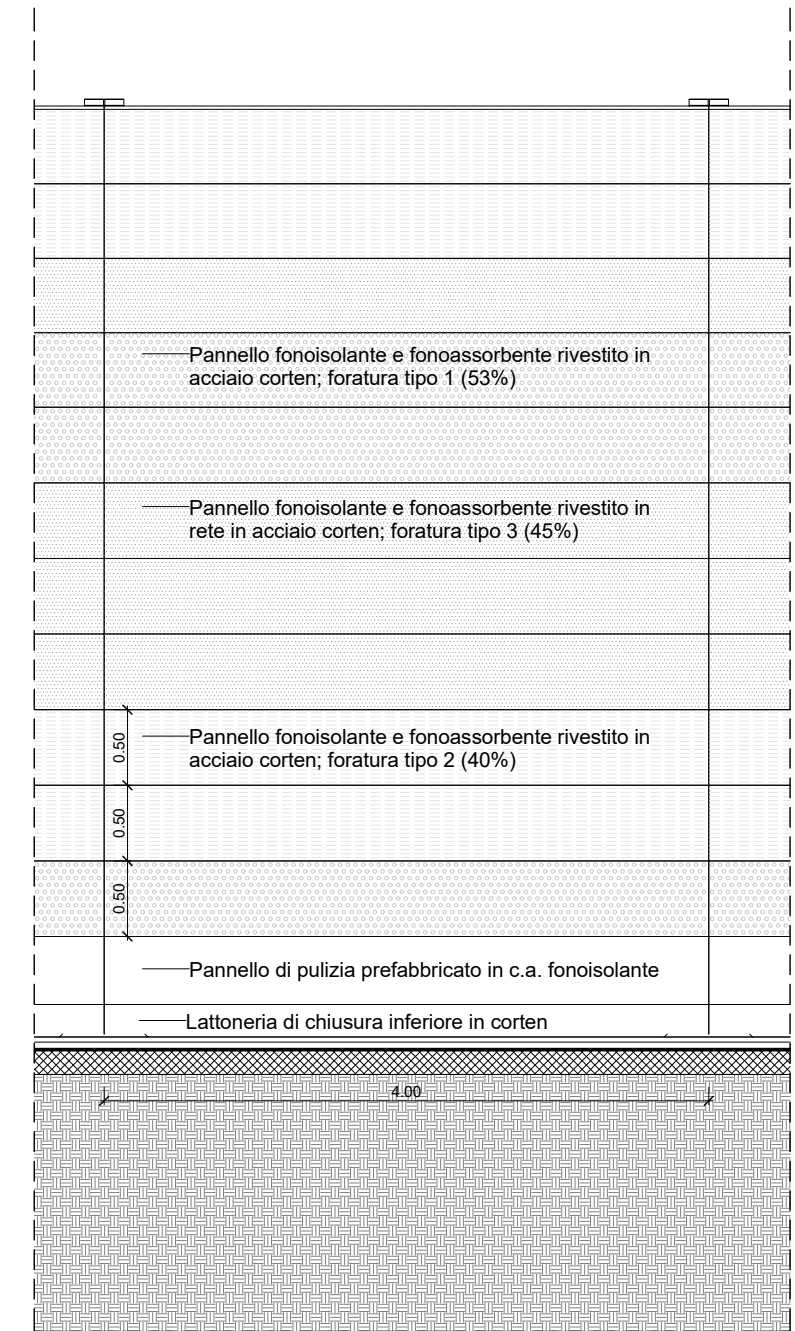 Pannello fonoisolante e fonoassorbente rivestito in
acciaio corten; foratura tipo 1 (53%)
Pannello fonoisolante e fonoassorbente rivestito in
rete in acciaio corten; foratura tipo 3 (45%)
0.50
Pannello fonoisolante e fonoassorbente rivestito in
acciaio corten; foratura tipo 2 (40%)
0.50
0.50
Pannello di pulizia prefabbricato in c.a. fonoisolante
Lattoneria di chiusura inferiore in corten
4.00